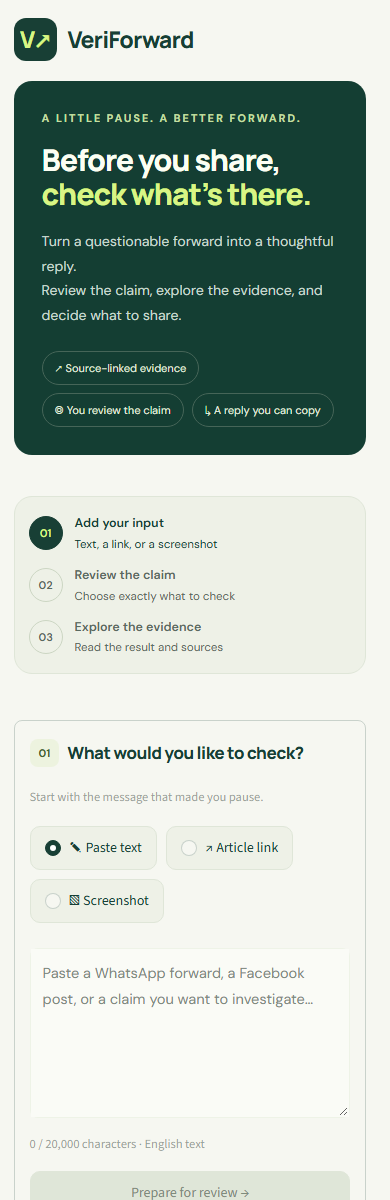 V↗ VeriForward
A LITTLE PAUSE. A BETTER FORWARD.
Before you share,
check what's there.
Turn a questionable forward into a thoughtful
reply.
Review the claim, explore the evidence, and
decide what to share.
↗ Source-linked evidence
◎ You review the claim
↳ A reply you can copy
01 Add your input
Text, a link, or a screenshot
02 Review the claim
Choose exactly what to check
03 Explore the evidence
Read the result and sources
01 What would you like to check?
Start with the message that made you pause.
✎ Paste text
↗ Article link
▧ Screenshot
Paste a WhatsApp forward, a Facebook
post, or a claim you want to investigate...
0 / 20,000 characters · English text
Prepare for review →